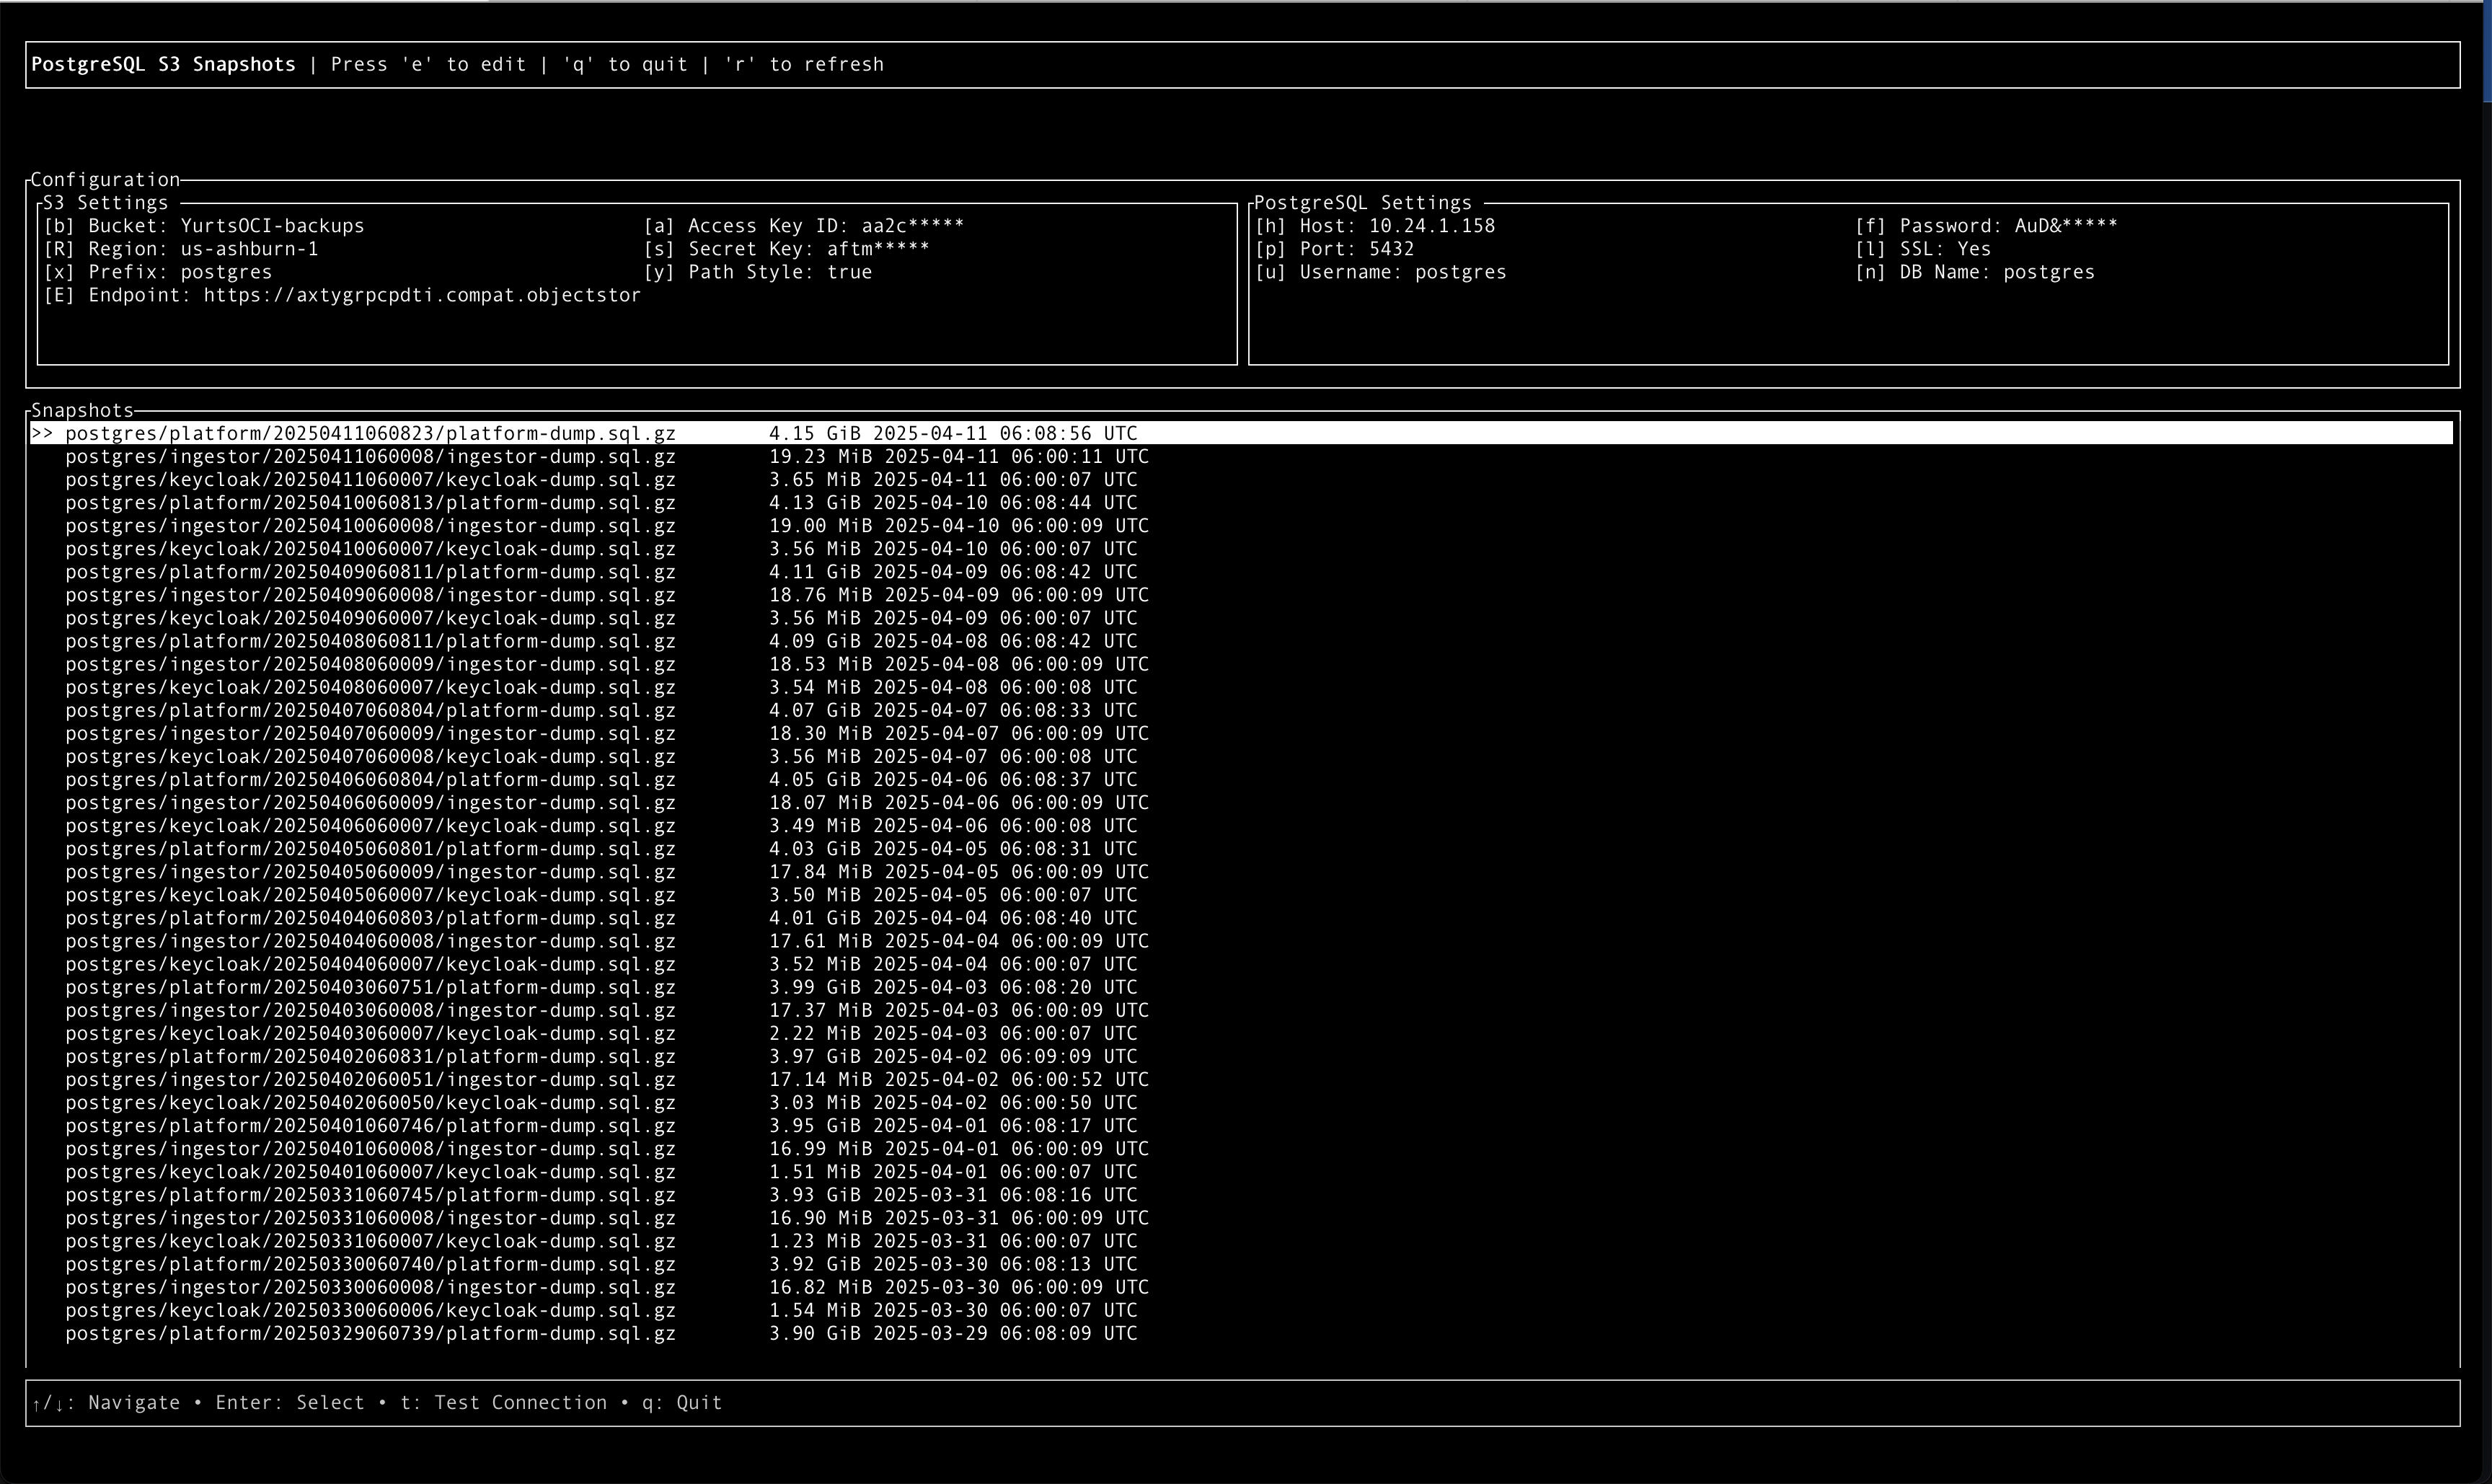 PostgreSQL S3 Snapshots | Press 'e' to edit | 'q' to quit | 'r' to refresh
Configuration
S3 Settings
[b] Bucket: YurtsOCI-backups [a] Access Key ID: aa2c*****
[R] Region: us-ashburn-1 [s] Secret Key: aftm*****
[x] Prefix: postgres [y] Path Style: true
[E] Endpoint: https://axtygrpcpdti.compat.objectstor
PostgreSQL Settings
[h] Host: 10.24.1.158 [f] Password: AuD&*****
[p] Port: 5432 [l] SSL: Yes
[u] Username: postgres [n] DB Name: postgres
Snapshots
>> postgres/platform/20250411060823/platform-dump.sql.gz 4.15 GiB 2025-04-11 06:08:56 UTC
postgres/ingestor/20250411060008/ingestor-dump.sql.gz 19.23 MiB 2025-04-11 06:00:11 UTC
postgres/keycloak/20250411060007/keycloak-dump.sql.gz 3.65 MiB 2025-04-11 06:00:07 UTC
postgres/platform/20250410060813/platform-dump.sql.gz 4.13 GiB 2025-04-10 06:08:44 UTC
postgres/ingestor/20250410060008/ingestor-dump.sql.gz 19.00 MiB 2025-04-10 06:00:09 UTC
postgres/keycloak/20250410060007/keycloak-dump.sql.gz 3.56 MiB 2025-04-10 06:00:07 UTC
postgres/platform/20250409060811/platform-dump.sql.gz 4.11 GiB 2025-04-09 06:08:42 UTC
postgres/ingestor/20250409060008/ingestor-dump.sql.gz 18.76 MiB 2025-04-09 06:00:09 UTC
postgres/keycloak/20250409060007/keycloak-dump.sql.gz 3.56 MiB 2025-04-09 06:00:07 UTC
postgres/platform/20250408060811/platform-dump.sql.gz 4.09 GiB 2025-04-08 06:08:42 UTC
postgres/ingestor/20250408060009/ingestor-dump.sql.gz 18.53 MiB 2025-04-08 06:00:09 UTC
postgres/keycloak/20250408060007/keycloak-dump.sql.gz 3.54 MiB 2025-04-08 06:00:08 UTC
postgres/platform/20250407060804/platform-dump.sql.gz 4.07 GiB 2025-04-07 06:08:33 UTC
postgres/ingestor/20250407060009/ingestor-dump.sql.gz 18.30 MiB 2025-04-07 06:00:09 UTC
postgres/keycloak/20250407060008/keycloak-dump.sql.gz 3.56 MiB 2025-04-07 06:00:08 UTC
postgres/platform/20250406060804/platform-dump.sql.gz 4.05 GiB 2025-04-06 06:08:37 UTC
postgres/ingestor/20250406060009/ingestor-dump.sql.gz 18.07 MiB 2025-04-06 06:00:09 UTC
postgres/keycloak/20250406060007/keycloak-dump.sql.gz 3.49 MiB 2025-04-06 06:00:08 UTC
postgres/platform/20250405060801/platform-dump.sql.gz 4.03 GiB 2025-04-05 06:08:31 UTC
postgres/ingestor/20250405060009/ingestor-dump.sql.gz 17.84 MiB 2025-04-05 06:00:09 UTC
postgres/keycloak/20250405060007/keycloak-dump.sql.gz 3.50 MiB 2025-04-05 06:00:07 UTC
postgres/platform/20250404060803/platform-dump.sql.gz 4.01 GiB 2025-04-04 06:08:40 UTC
postgres/ingestor/20250404060008/ingestor-dump.sql.gz 17.61 MiB 2025-04-04 06:00:09 UTC
postgres/keycloak/20250404060007/keycloak-dump.sql.gz 3.52 MiB 2025-04-04 06:00:07 UTC
postgres/platform/20250403060751/platform-dump.sql.gz 3.99 GiB 2025-04-03 06:08:20 UTC
postgres/ingestor/20250403060008/ingestor-dump.sql.gz 17.37 MiB 2025-04-03 06:00:09 UTC
postgres/keycloak/20250403060007/keycloak-dump.sql.gz 2.22 MiB 2025-04-03 06:00:07 UTC
postgres/platform/20250402060831/platform-dump.sql.gz 3.97 GiB 2025-04-02 06:09:09 UTC
postgres/ingestor/20250402060051/ingestor-dump.sql.gz 17.14 MiB 2025-04-02 06:00:52 UTC
postgres/keycloak/20250402060050/keycloak-dump.sql.gz 3.03 MiB 2025-04-02 06:00:50 UTC
postgres/platform/20250401060746/platform-dump.sql.gz 3.95 GiB 2025-04-01 06:08:17 UTC
postgres/ingestor/20250401060008/ingestor-dump.sql.gz 16.99 MiB 2025-04-01 06:00:09 UTC
postgres/keycloak/20250401060007/keycloak-dump.sql.gz 1.51 MiB 2025-04-01 06:00:07 UTC
postgres/platform/20250331060745/platform-dump.sql.gz 3.93 GiB 2025-03-31 06:08:16 UTC
postgres/ingestor/20250331060008/ingestor-dump.sql.gz 16.90 MiB 2025-03-31 06:00:09 UTC
postgres/keycloak/20250331060007/keycloak-dump.sql.gz 1.23 MiB 2025-03-31 06:00:07 UTC
postgres/platform/20250330060740/platform-dump.sql.gz 3.92 GiB 2025-03-30 06:08:13 UTC
postgres/ingestor/20250330060008/ingestor-dump.sql.gz 16.82 MiB 2025-03-30 06:00:09 UTC
postgres/keycloak/20250330060006/keycloak-dump.sql.gz 1.54 MiB 2025-03-30 06:00:07 UTC
postgres/platform/20250329060739/platform-dump.sql.gz 3.90 GiB 2025-03-29 06:08:09 UTC
↑/↓: Navigate • Enter: Select • t: Test Connection • q: Quit